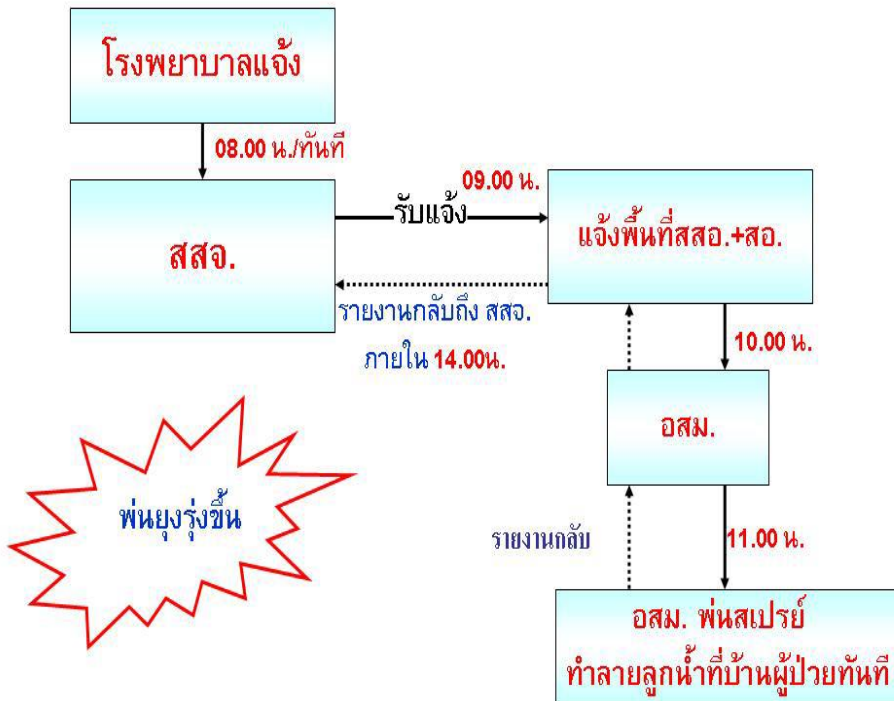 โรงพยาบาลแจ้ง
08.00 น./ทันที
สสจ.
รับแจ้ง
09.00 น.
แจ้งพื้นที่สสอ.+สอ.
รายงานกลับถึง สสจ.
ภายใน 14.00น.
10.00 น.
อสม.
พ่นยุงรุ่งขึ้น
รายงานกลับ
11.00 น.
อสม. พ่นสเปรย์
ทำลายลูกน้ำที่บ้านผู้ป่วยทันที